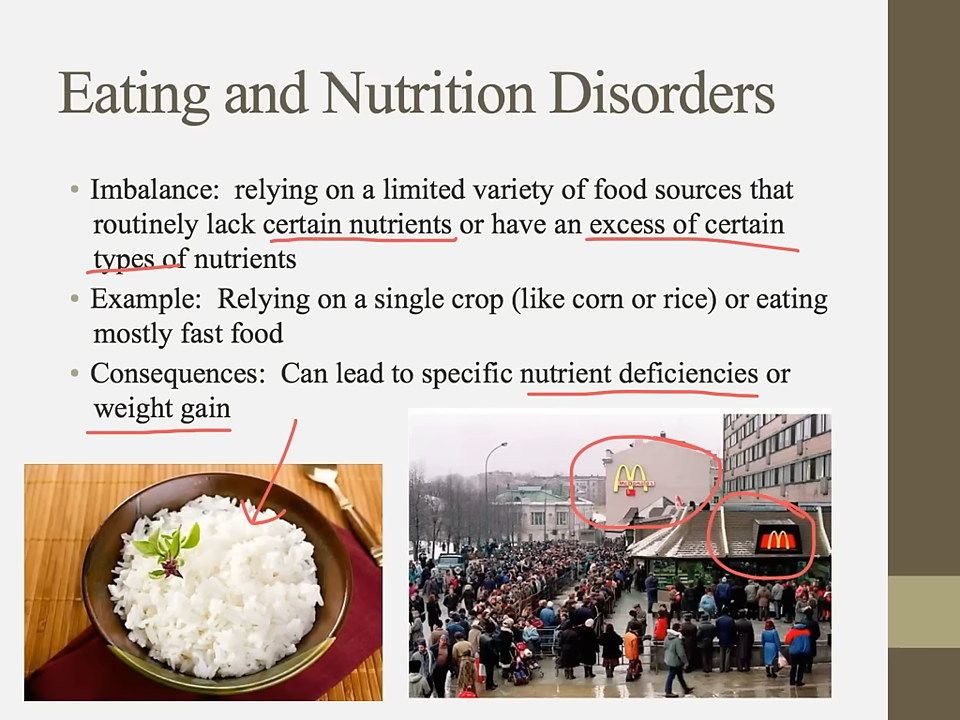 Eating and Nutrition Disorders
• Imbalance: relying on a limited variety of food sources that
routinely lack certain nutrients or have an excess of certain
types of nutrients
• Example: Relying on a single crop (like corn or rice) or eating
mostly fast food
• Consequences: Can lead to specific nutrient deficiencies or
weight gain